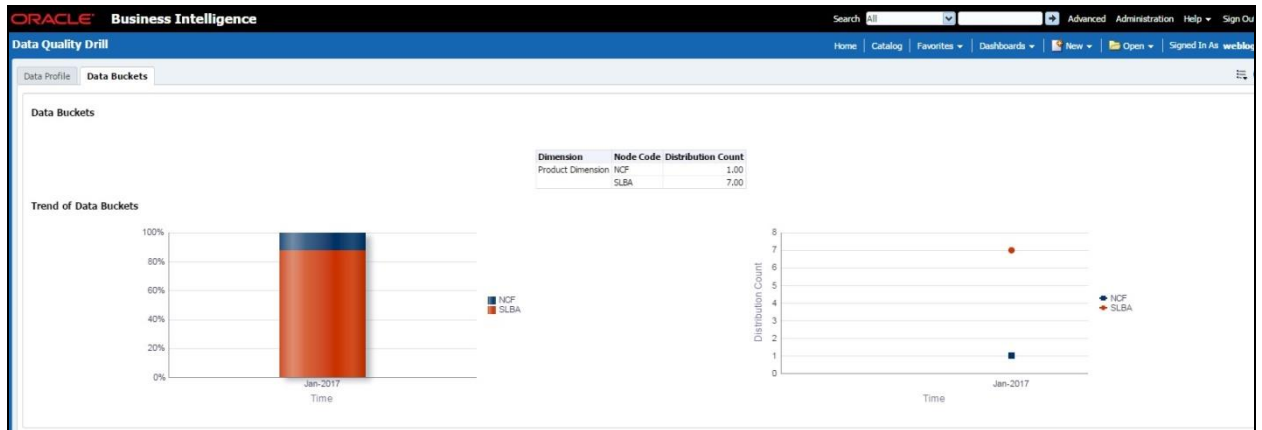 ORACLE Business Intelligence Search All Advanced Administration Help Sign Ou
Data Quality Drill Home Catalog Favorites Dashboards New Open Signed In As weblog
Data Profile Data Buckets
Data Buckets
Dimension Node Code Distribution Count
Product Dimension NCF 1.00
SLBA 7.00
Trend of Data Buckets
100%
80%
60%
40%
20%
0%
Jan-2017
Time
NCF
SLBA
Distribution Count
8
7
6
5
4
3
2
1
0
Jan-2017
Time
NCF
SLBA